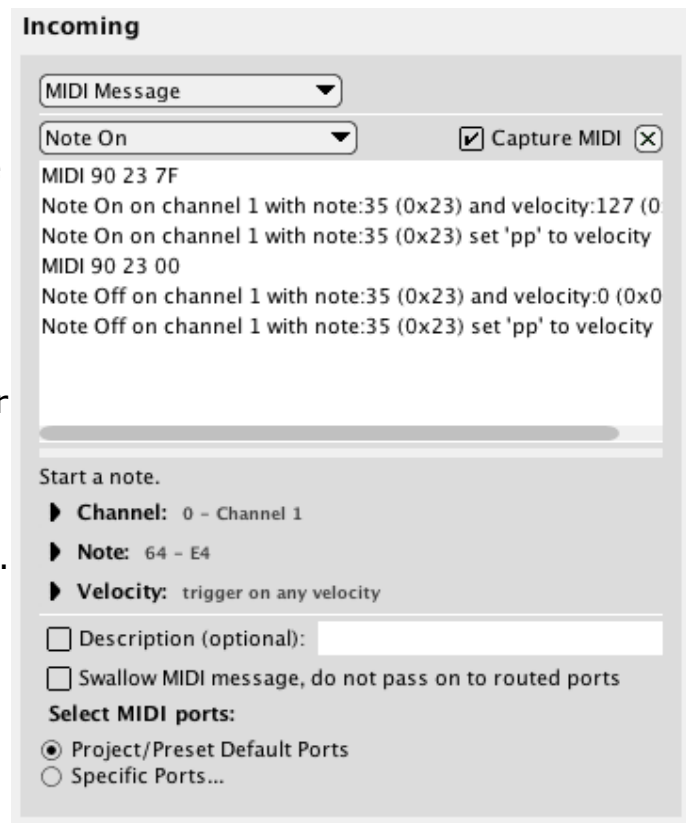 Incoming
MIDI Message
Note On Capture MIDI
MIDI 90 23 7F
Note On on channel 1 with note:35 (0x23) and velocity:127 (0
Note On on channel 1 with note:35 (0x23) set 'pp' to velocity
MIDI 90 23 00
Note Off on channel 1 with note:35 (0x23) and velocity:0 (0x0
Note Off on channel 1 with note:35 (0x23) set 'pp' to velocity
Start a note.
Channel: 0 – Channel 1
Note: 64 – E4
Velocity: trigger on any velocity
Description (optional):
Swallow MIDI message, do not pass on to routed ports
Select MIDI ports:
Project/Preset Default Ports
Specific Ports...